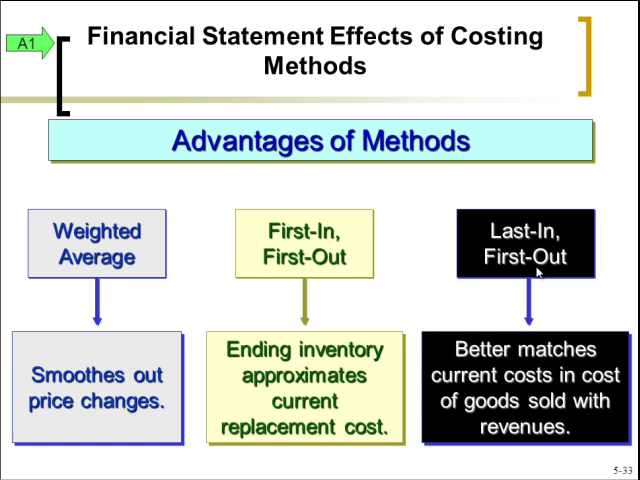 A1
Financial Statement Effects of Costing
Methods
Advantages of Methods
Weighted
Average
First-In,
First-Out
Last-In,
First-Out
Smoothes out
price changes.
Ending inventory
approximates
current
replacement cost.
Better matches
current costs in cost
of goods sold with
revenues.
5-33